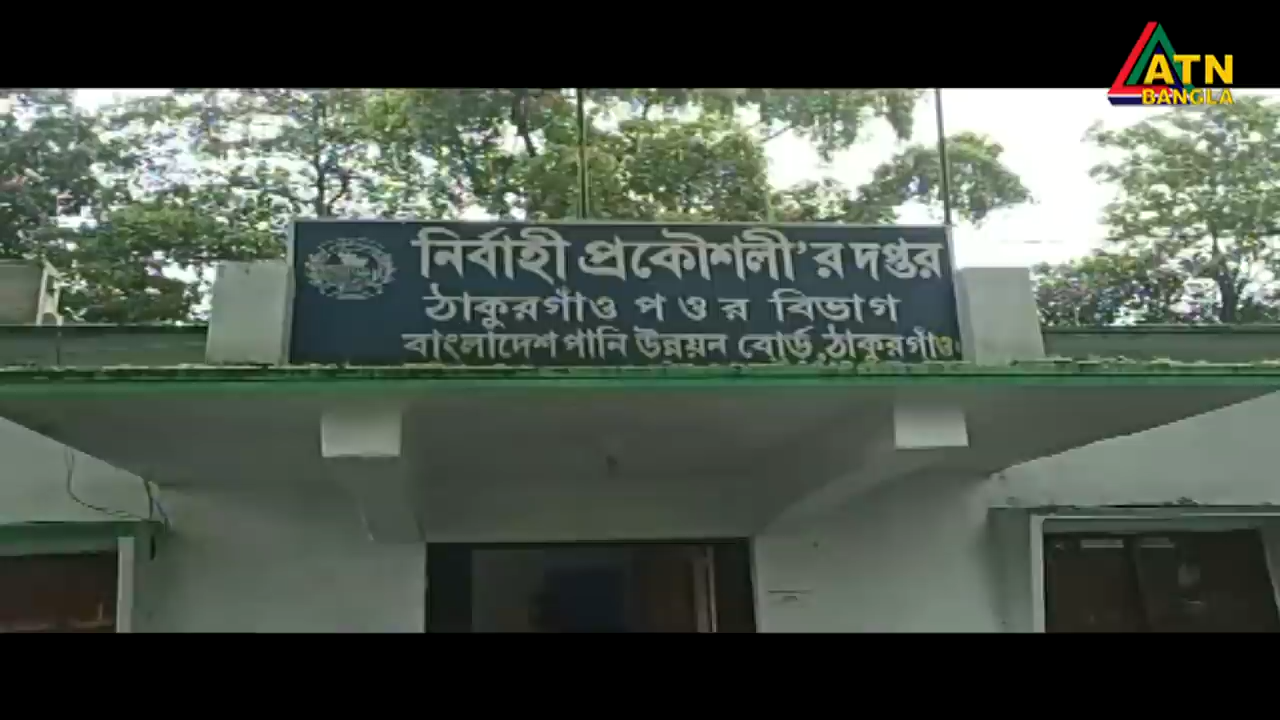 ATN
BANGLA
নির্বাহী প্রকৌশলী'র দপ্তর
ঠাকুরগাঁও প ও র বিভাগ
বাংলাদেশ পানি উন্নয়ন বোর্ড, ঠাকুরগাঁও।